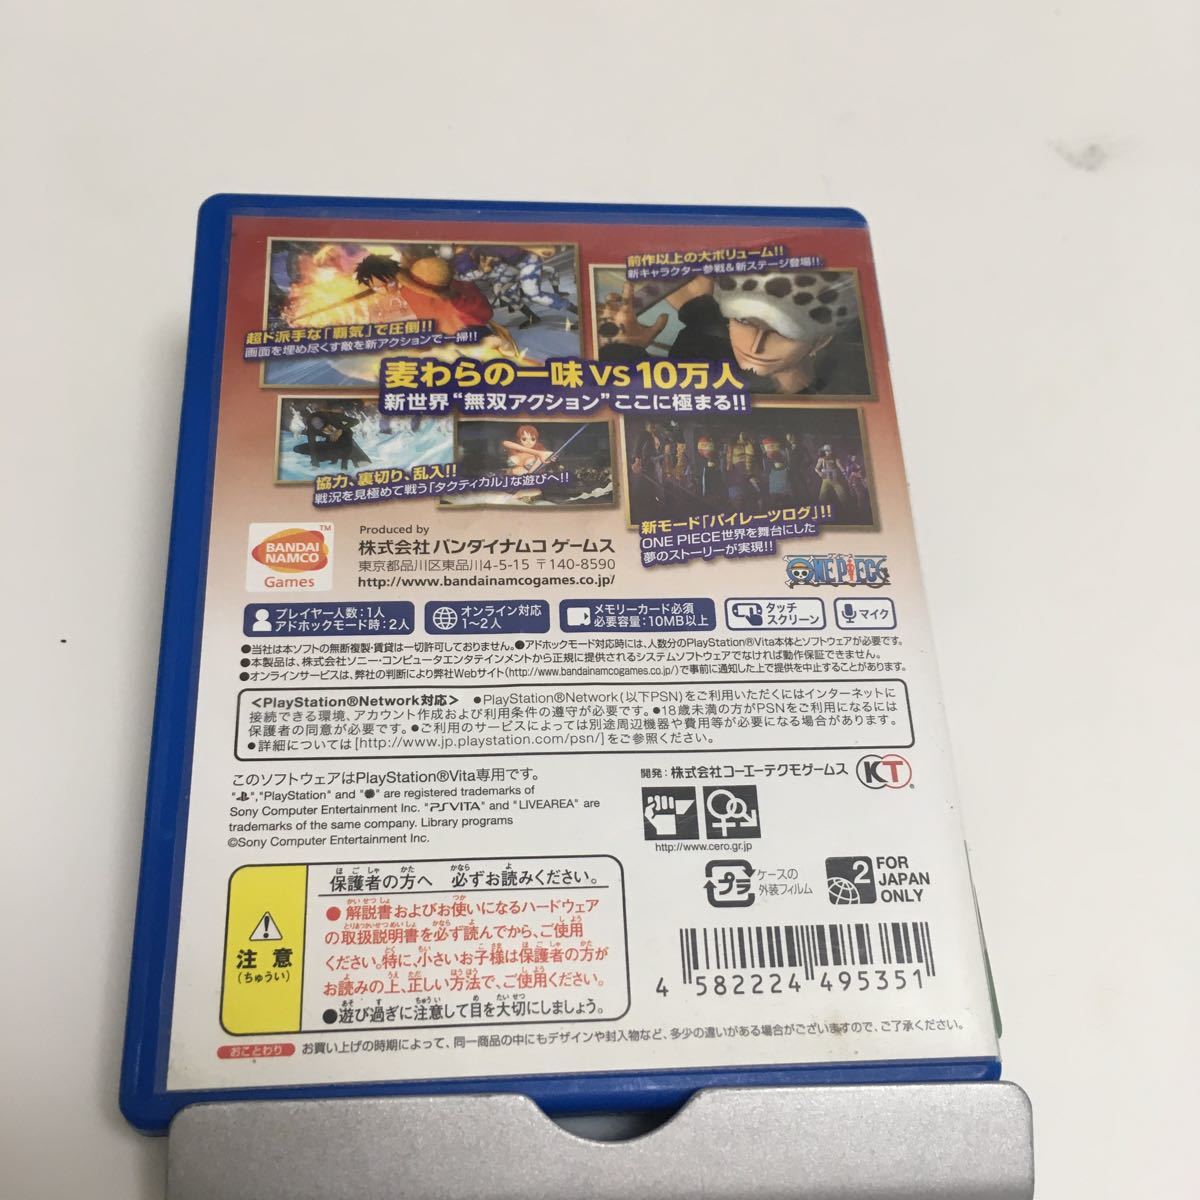 前作以上の大ボリューム!!
新キャラクター参戦&新ステージ登場!!
超ド派手な「覇気」で圧倒!!
画面を埋め尽くす敵を新アクションで一掃!!
麦わらの一味 VS 10万人
新世界“無双アクション”ここに極まる!!
協力、裏切り、乱入!!
戦況を見極めて戦う「タクティカル」な遊びへ!!
新モード「パイレーツログ」!!
ONE PIECE世界を舞台にした
夢のストーリーが実現!!
BANDAI
NAMCO
Games
TM
Produced by
株式会社 バンダイナムコ ゲームス
東京都品川区東品川4-5-15 〒140-8590
http://www.bandainamcogames.co.jp/
ONE PIECE
プレイヤー人数:1人
アドホックモード時:2人
オンライン対応
1~2人
メモリーカード必須
必要容量:10MB以上
タッチ
スクリーン
マイク
●当社は本ソフトの無断複製・賃貸は一切許可しておりません。●アドホックモード対応時には、人数分のPlayStation®Vita本体とソフトウェアが必要です。
●本製品は、株式会社ソニー・コンピュータエンタテインメントから正規に提供されるシステムソフトウェアでなければ動作保証できません。
●オンラインサービスは、弊社の判断により弊社Webサイト(http://www.bandainamcogames.co.jp/)で事前に通知した上で提供を中止することがあります。
<PlayStation®Network対応> ●PlayStation®Network(以下PSN)をご利用いただくにはインターネットに
接続できる環境、アカウント作成および利用条件の遵守が必要です。●18歳未満の方がPSNをご利用になるには
保護者の同意が必要です。●ご利用のサービスによっては別途周辺機器や費用等が必要になる場合があります。
●詳細については[http://www.jp.playstation.com/psn/]をご参照ください。
このソフトウェアはPlayStation®Vita専用です。
" ","PlayStation" and " " are registered trademarks of
Sony Computer Entertainment Inc. "PSVITA" and "LIVEAREA" are
trademarks of the same company. Library programs
©Sony Computer Entertainment Inc.
開発:株式会社コーエーテクモゲームス
KT
http://www.cero.gr.jp
プラ
ケースの
外装フィルム
2
FOR
JAPAN
ONLY
注意
(ちゅうい)
保護者の方へ 必ずお読みください。
●解説書およびお使いになるハードウェア
の取扱説明書を必ず読んでから、ご使用
ください。特に、小さいお子様は保護者の方が
お読みの上、正しい方法で、ご使用ください。
●遊び過ぎに注意して目を大切にしましょう。
4 582224 495351
おことわり お買い上げの時期によって、同一商品の中にもデザインや封入物など、多少の違いがある場合がございますので、ご了承ください。